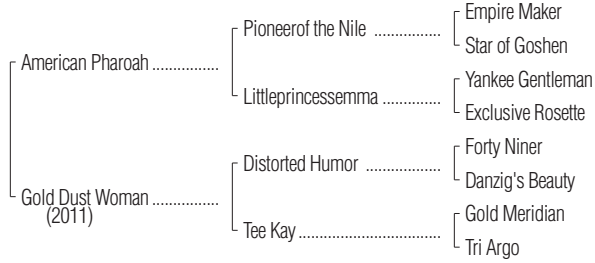 Empire Maker
Pioneerof the Nile ................
Star of Goshen
American Pharoah ................
Yankee Gentleman
Littleprincessemma ..............
Exclusive Rosette
Forty Niner
Distorted Humor ..................
Danzig's Beauty
Gold Dust Woman ................
(2011)
Gold Meridian
Tee Kay ..................................
Tri Argo